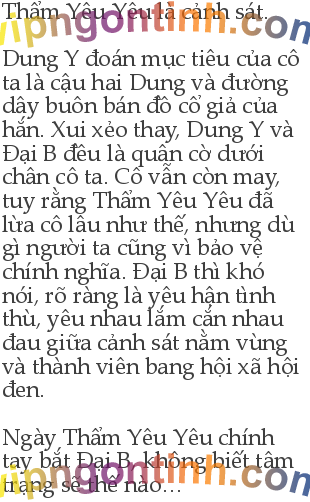 Thẩm Yêu Yêu là cảnh sát.
vipngontinh.com
Dung Y đoán mục tiêu của cô
ta là cậu hai Dung và đường
dây buôn bán đồ cổ giả của
hắn. Xui xẻo thay, Dung Y và
Đại B đều là quân cờ dưới
chân cô ta. Cô vẫn còn may,
tuy rằng Thẩm Yêu Yêu đã
lừa cô lâu như thế, nhưng dù
gì người ta cũng vì bảo vệ
chính nghĩa. Đại B thì khó
nói, rõ ràng là yêu hận tình
thù, yêu nhau lắm cắn nhau
đau giữa cảnh sát nằm vùng
và thành viên bang hội xã hội
đen.
Ngày Thẩm Yêu Yêu chính
tay bắt Đại B, không biết tâm
trạng sẽ thế nào...
vipngontinh.com